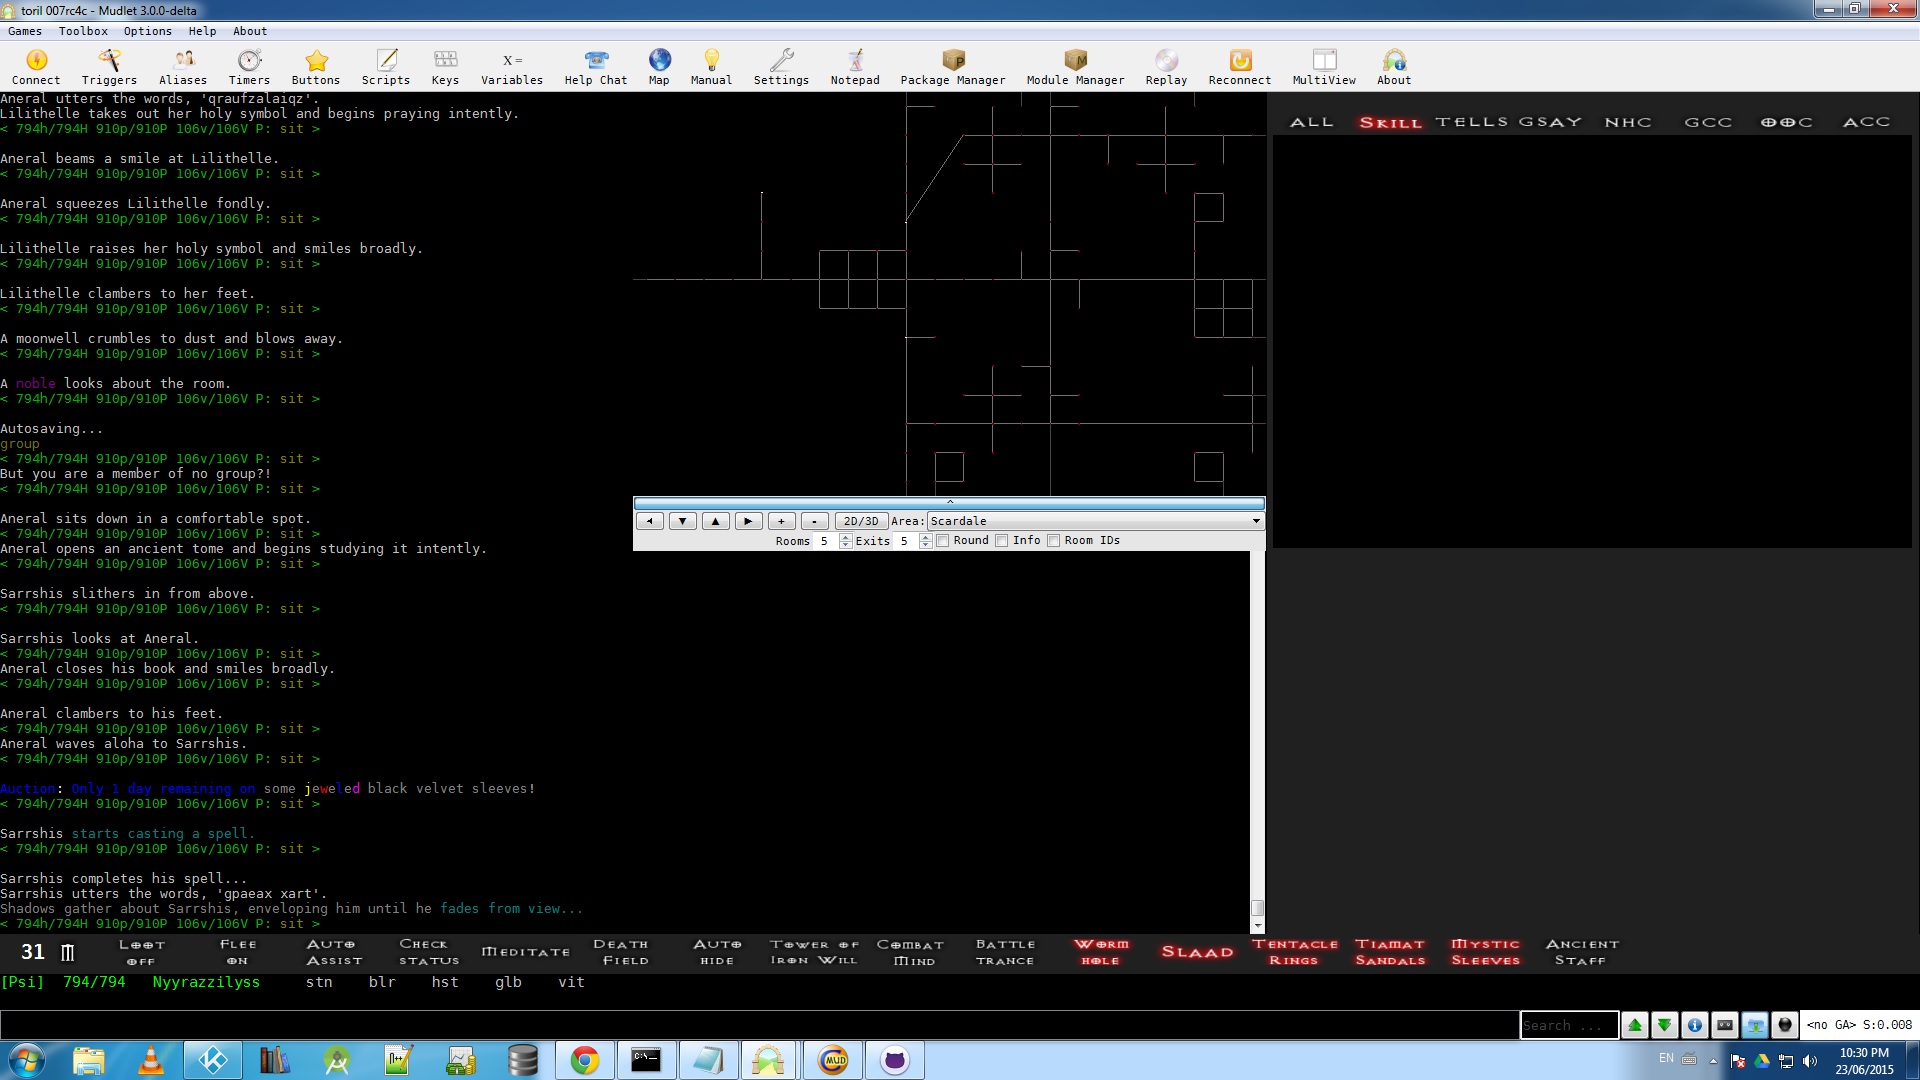 toril 007rc4c - Mudlet 3.0.0-delta
Games Toolbox Options Help About
Connect Triggers Aliases Timers Buttons Scripts Keys Variables Help Chat Map Manual Settings Notepad Package Manager Module Manager Replay Reconnect MultiView About
Aneral utters the words, 'qraufzalaiqz'.
Lilithelle takes out her holy symbol and begins praying intently.
< 794h/794H 910p/910P 106v/106V P: sit >
Aneral beams a smile at Lilithelle.
< 794h/794H 910p/910P 106v/106V P: sit >
Aneral squeezes Lilithelle fondly.
< 794h/794H 910p/910P 106v/106V P: sit >
Lilithelle raises her holy symbol and smiles broadly.
< 794h/794H 910p/910P 106v/106V P: sit >
Lilithelle clambers to her feet.
< 794h/794H 910p/910P 106v/106V P: sit >
A moonwell crumbles to dust and blows away.
< 794h/794H 910p/910P 106v/106V P: sit >
A noble looks about the room.
< 794h/794H 910p/910P 106v/106V P: sit >
Autosaving...
group
< 794h/794H 910p/910P 106v/106V P: sit >
But you are a member of no group?!
< 794h/794H 910p/910P 106v/106V P: sit >
Aneral sits down in a comfortable spot.
< 794h/794H 910p/910P 106v/106V P: sit >
Aneral opens an ancient tome and begins studying it intently.
< 794h/794H 910p/910P 106v/106V P: sit >
Sarrshis slithers in from above.
< 794h/794H 910p/910P 106v/106V P: sit >
Sarrshis looks at Aneral.
< 794h/794H 910p/910P 106v/106V P: sit >
Aneral closes his book and smiles broadly.
< 794h/794H 910p/910P 106v/106V P: sit >
Aneral clambers to his feet.
< 794h/794H 910p/910P 106v/106V P: sit >
Aneral waves aloha to Sarrshis.
< 794h/794H 910p/910P 106v/106V P: sit >
Auction: Only 1 day remaining on some jeweled black velvet sleeves!
< 794h/794H 910p/910P 106v/106V P: sit >
Sarrshis starts casting a spell.
< 794h/794H 910p/910P 106v/106V P: sit >
Sarrshis completes his spell...
Sarrshis utters the words, 'gpaeax xart'.
Shadows gather about Sarrshis, enveloping him until he fades from view...
< 794h/794H 910p/910P 106v/106V P: sit >
+ - 2D/3D Area: Scardale
Rooms 5 Exits 5 Round Info Room IDs
ALL SKILL TELLS GSAY NHC GCC OOC ACC
31
LOOT OFF
FLEE ON
AUTO ASSIST
CHECK STATUS
MEDITATE
DEATH FIELD
AUTO HIDE
TOWER OF IRON WILL
COMBAT MIND
BATTLE TRANCE
WORM HOLE
SLAAD
TENTACLE RINGS
TIAMAT SANDALS
MYSTIC SLEEVES
ANCIENT STAFF
[Psi] 794/794 Nyyrazzilyss stn blr hst glb vit
Search ...
<no GA> S:0.008
C:\
MUD
EN
10:30 PM
23/06/2015